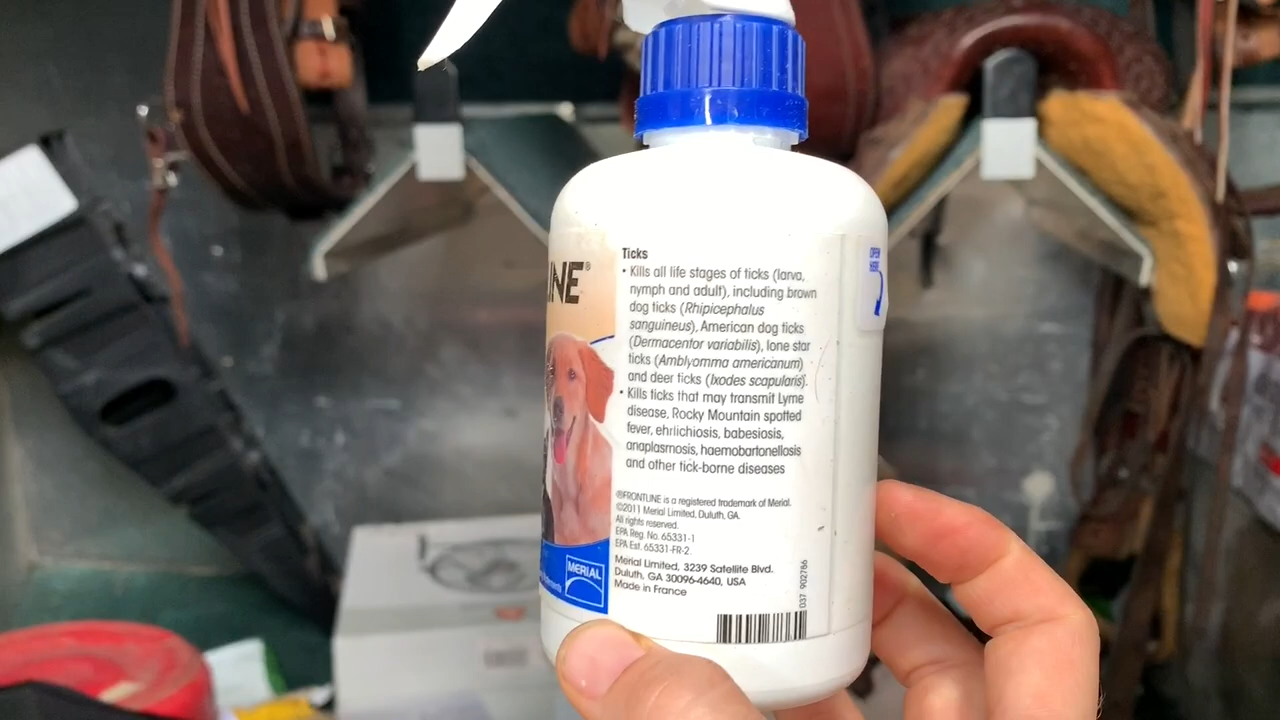 INE®
OPEN
HERE
Ticks
• Kills all life stages of ticks (larva,
nymph and adult), including brown
dog ticks (Rhipicephalus
sanguineus), American dog ticks
(Dermacentor variabilis), lone star
ticks (Amblyomma americanum)
and deer ticks (Ixodes scapularis).
• Kills ticks that may transmit Lyme
disease, Rocky Mountain spotted
fever, ehrlichiosis, babesiosis,
anaplasmosis, haemobartonellosis
and other tick-borne diseases
®FRONTLINE is a registered trademark of Merial.
©2011 Merial Limited, Duluth, GA.
All rights reserved.
EPA Reg. No. 65331-1
EPA Est. 65331-FR-2
Merial Limited, 3239 Satellite Blvd.
Duluth, GA 30096-4640, USA
Made in France
MERIAL
037 902786